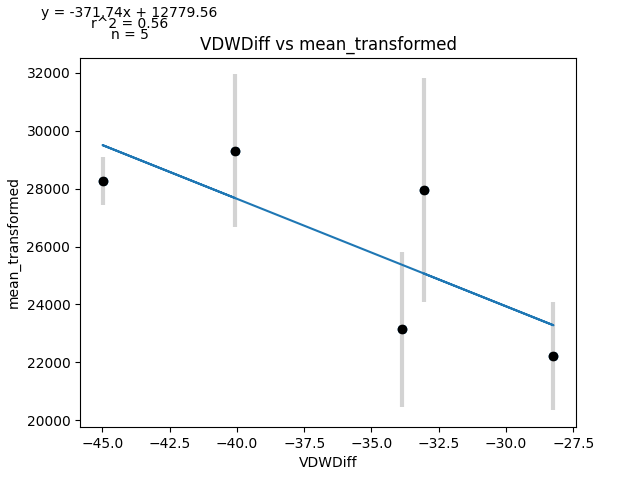 y = -371.74x + 12779.56
r^2 = 0.56
n = 5
VDWDiff vs mean_transformed
32000
30000
28000
26000
24000
22000
20000
mean_transformed
−45.0 −42.5 −40.0 −37.5 −35.0 −32.5 −30.0 −27.5
VDWDiff